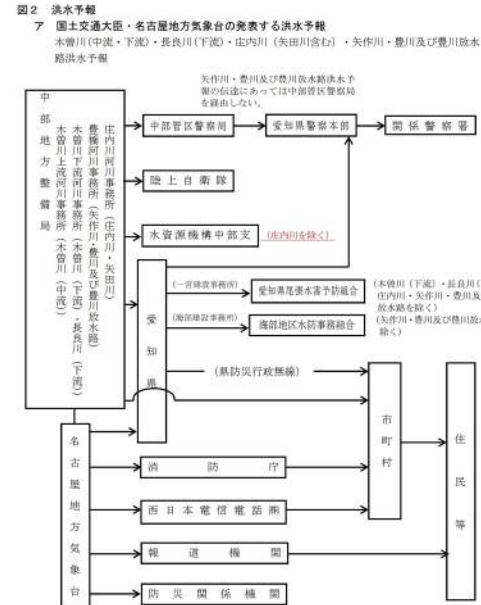 図2 洪水予報
ア 国土交通大臣・名古屋地方気象台の発表する洪水予報
木曽川(中流・下流)・長良川(下流)・庄内川(矢田川含む)・矢作川・豊川及び豊川放水
路洪水予報
矢作川・豊川及び豊川放水路洪水予
報の伝達にあっては中部管区警察局
を経由しない。
中部地方整備局
庄内川河川事務所(庄内川・矢田川)
豊橋河川事務所(矢作川・豊川及び豊川放水路)
木曽川下流河川事務所(木曽川(下流)・長良川(下流))
木曽川上流河川事務所(木曽川(中流))
中部管区警察局
愛知県警察本部
関係警察署
陸上自衛隊
水資源機構中部支
(庄内川を除く)
愛知県
(一宮建設事務所)
愛知県尾張水害予防組合
(木曽川(下流)・長良川(
庄内川・矢作川・豊川及
放水路を除く)
(海部建設事務所)
海部地区水防事務組合
(矢作川・豊川及び豊川放
除く)
(県防災行政無線)
市町村
住民等
名古屋地方気象台
消防庁
西日本電信電話㈱
報道機関
防災関係機関